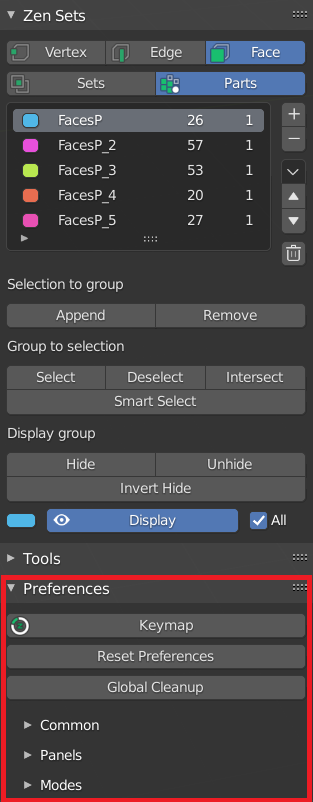 Zen Sets
Vertex Edge Face
Sets Parts
FacesP 26 1
FacesP_2 57 1
FacesP_3 53 1
FacesP_4 20 1
FacesP_5 27 1
Selection to group
Append Remove
Group to selection
Select Deselect Intersect
Smart Select
Display group
Hide Unhide
Invert Hide
Display All
Tools
Preferences
Keymap
Reset Preferences
Global Cleanup
Common
Panels
Modes